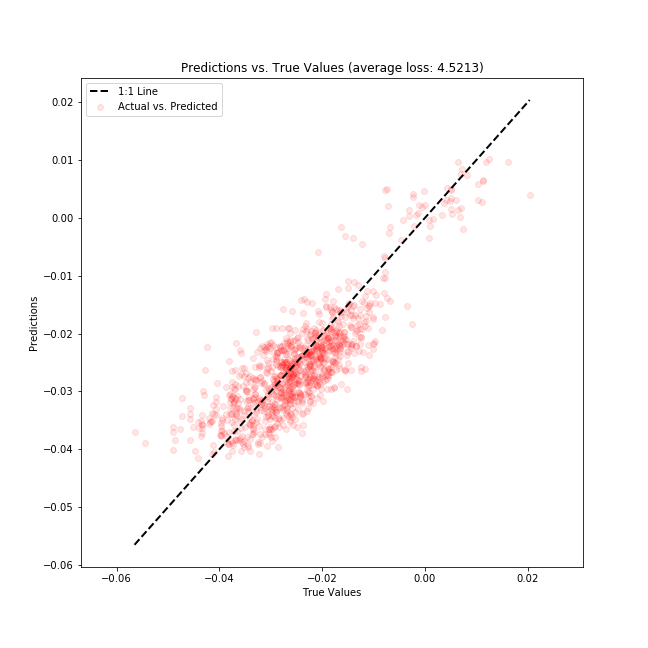 Predictions vs. True Values (average loss: 4.5213)
1:1 Line
Actual vs. Predicted
0.02
0.01
0.00
−0.01
−0.02
−0.03
−0.04
−0.05
−0.06
Predictions
−0.06 −0.04 −0.02 0.00 0.02
True Values